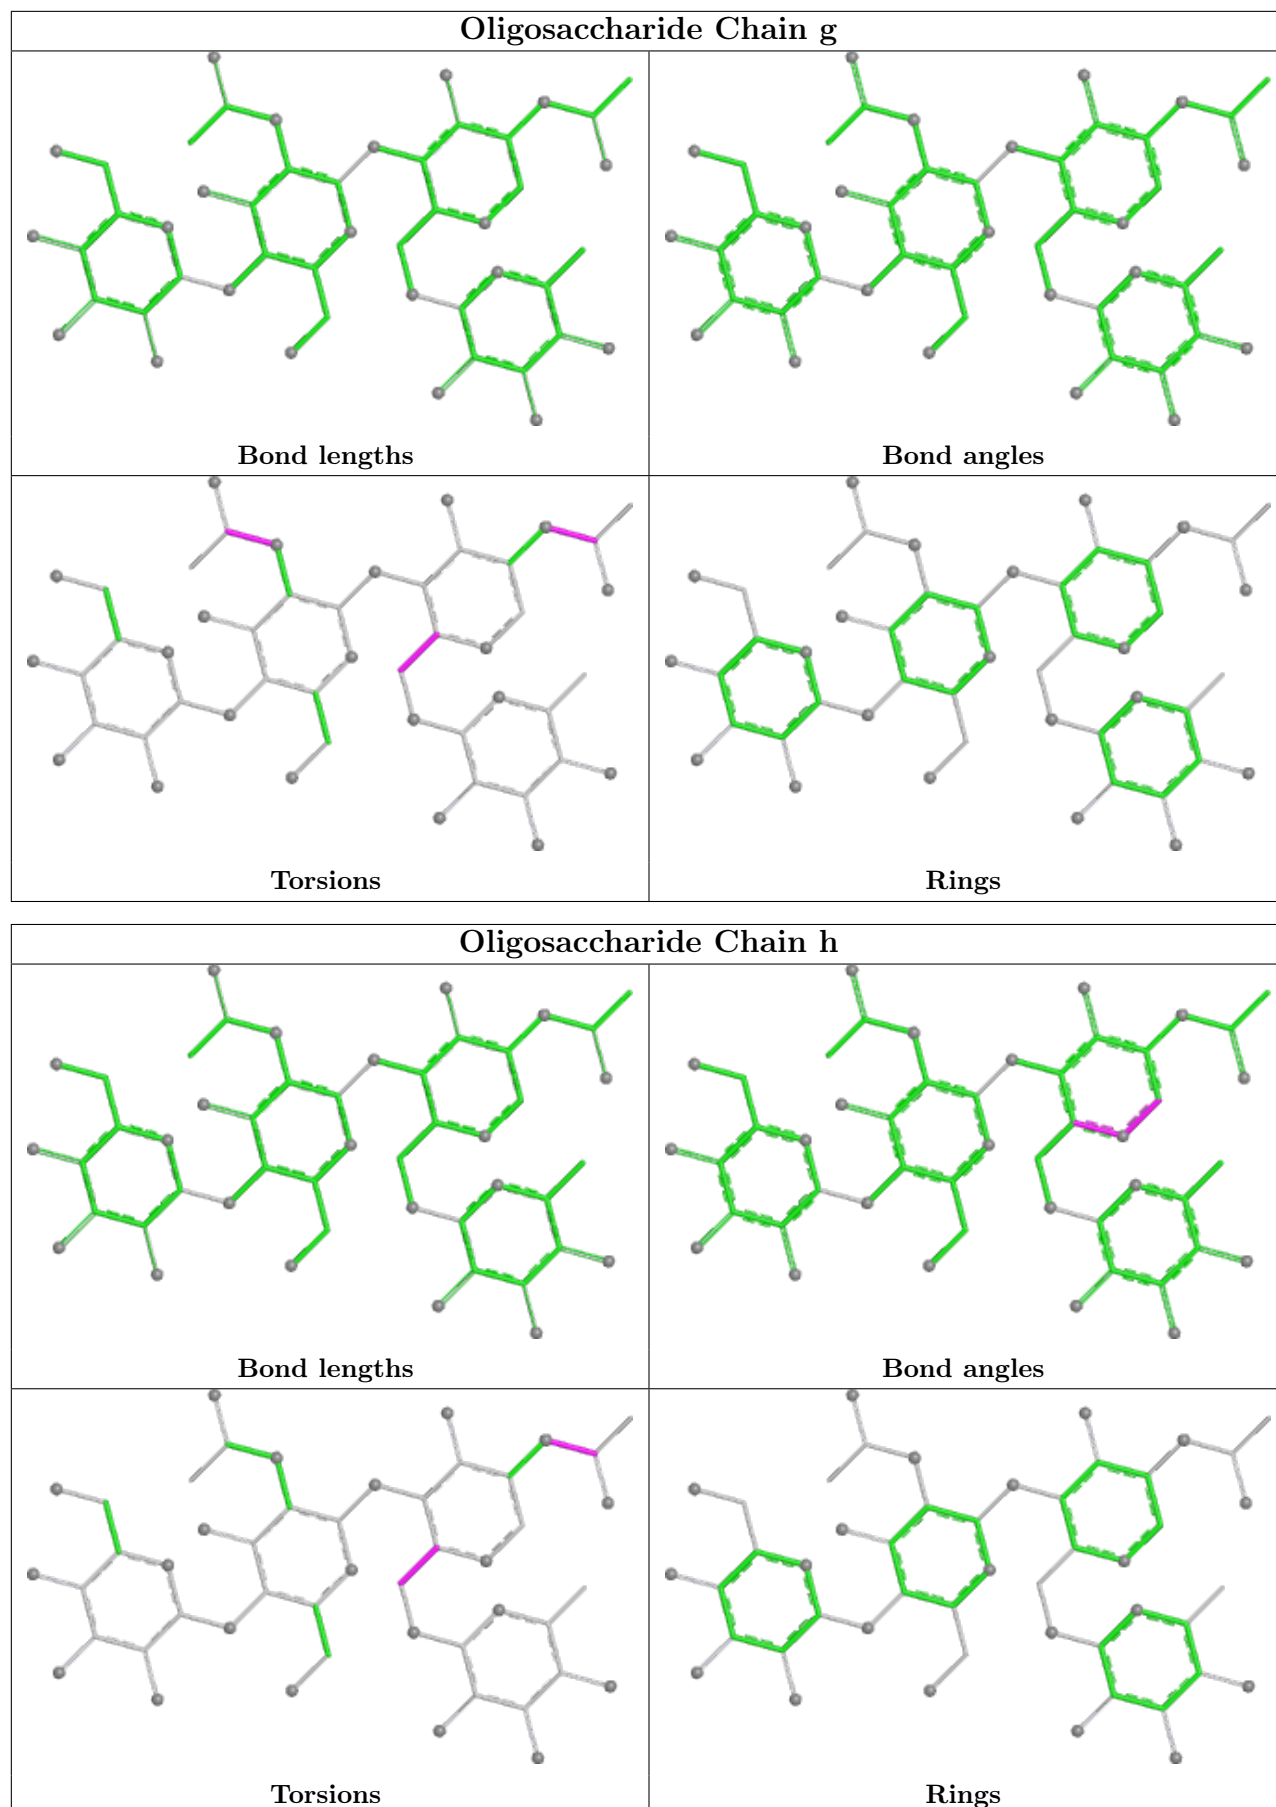 Oligosaccharide Chain g
Bond lengths
Bond angles
Torsions
Rings
Oligosaccharide Chain h
Bond lengths
Bond angles
Torsions
Rings